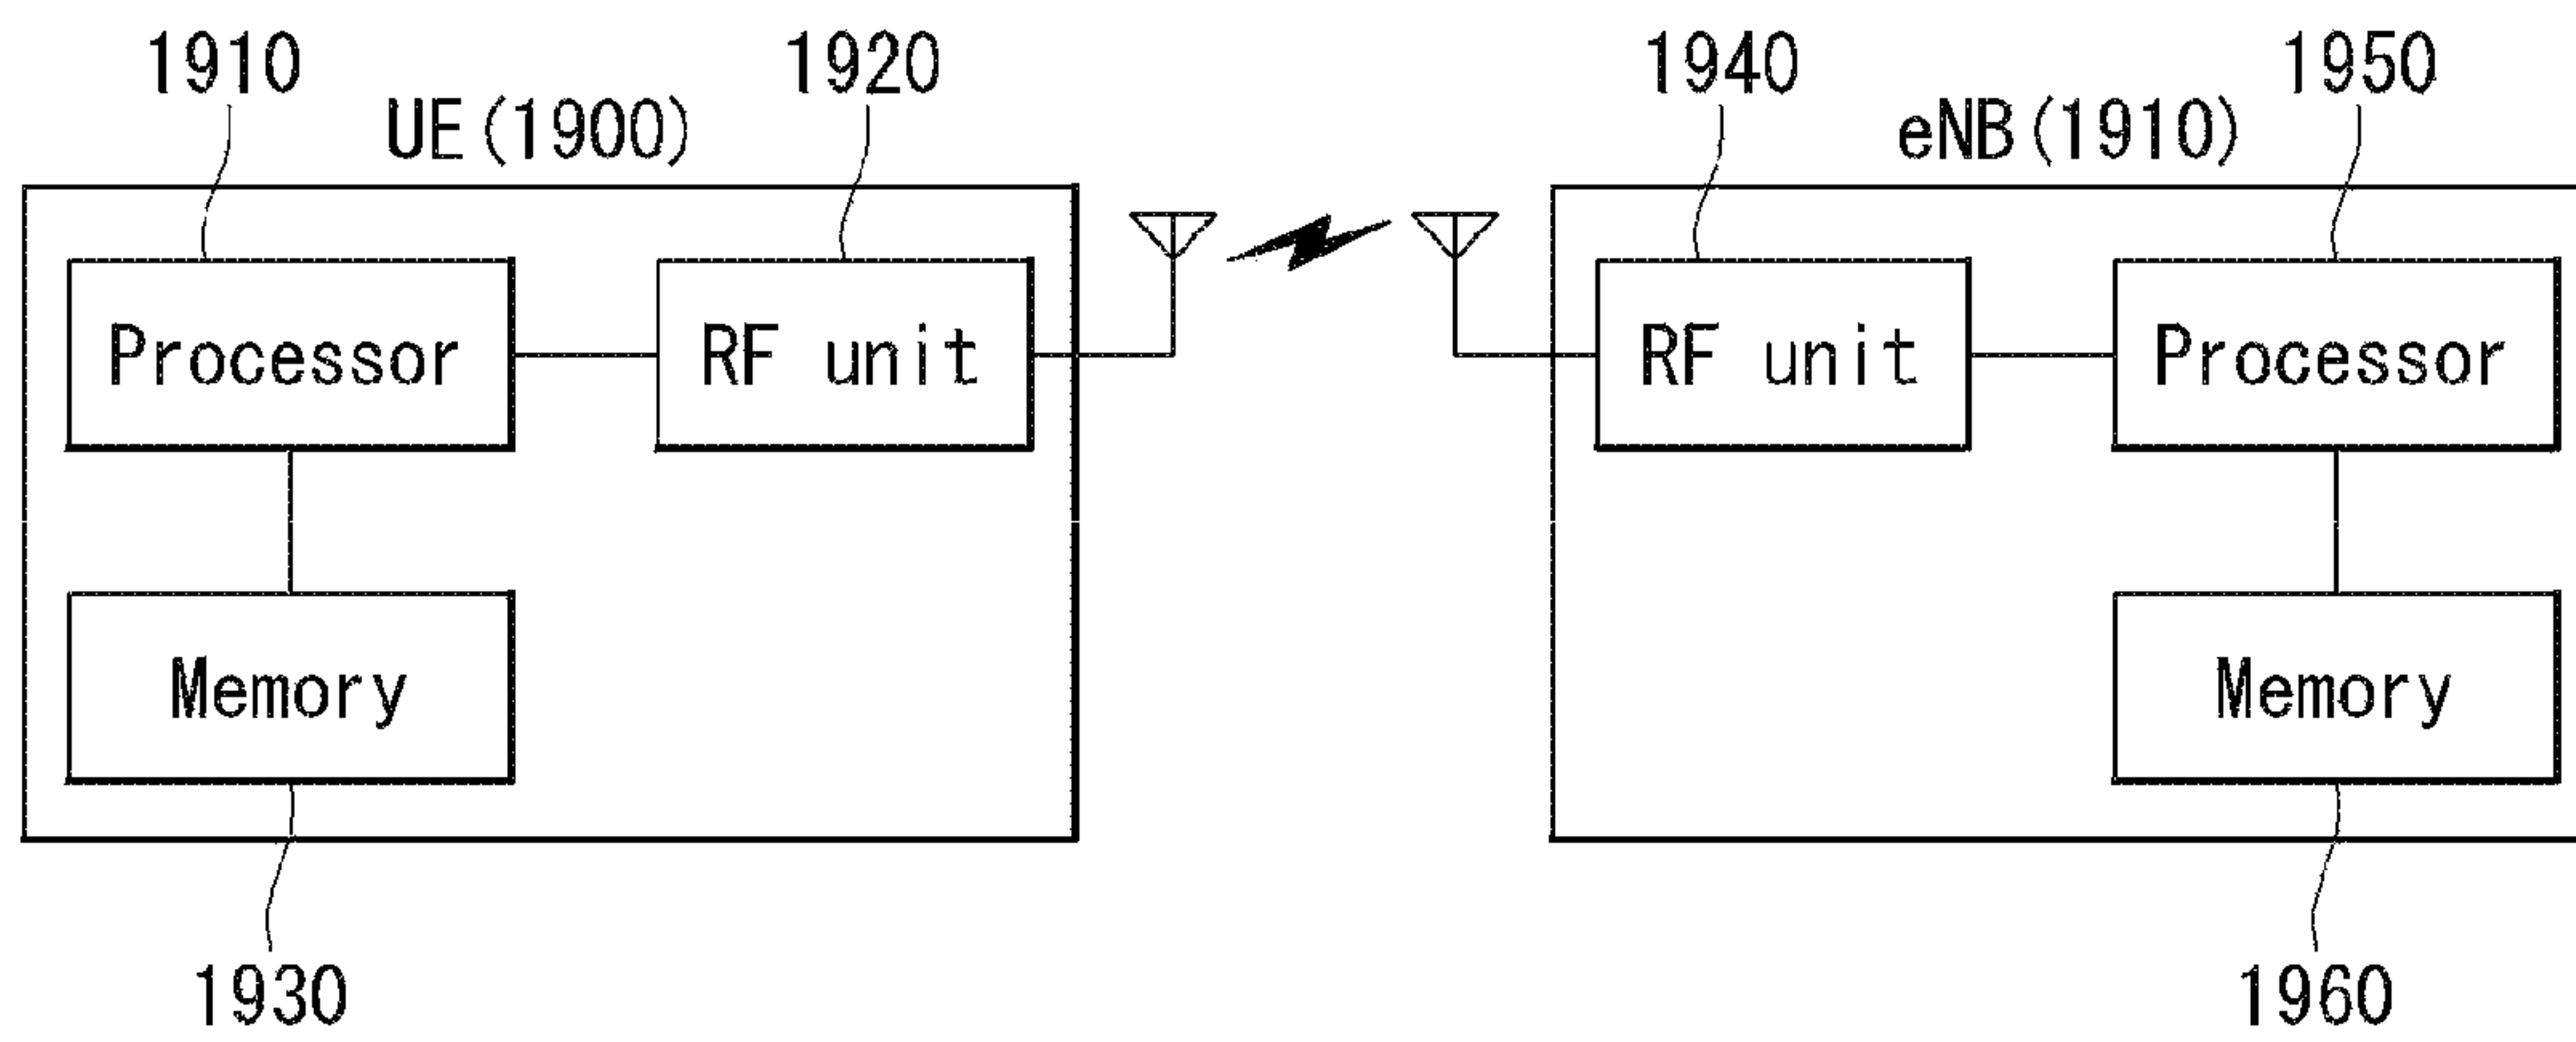 1910
1920
1940
1950
UE(1900)
eNB(1910)
Processor
RF unit
RF unit
Processor
Memory
Memory
1930
1960